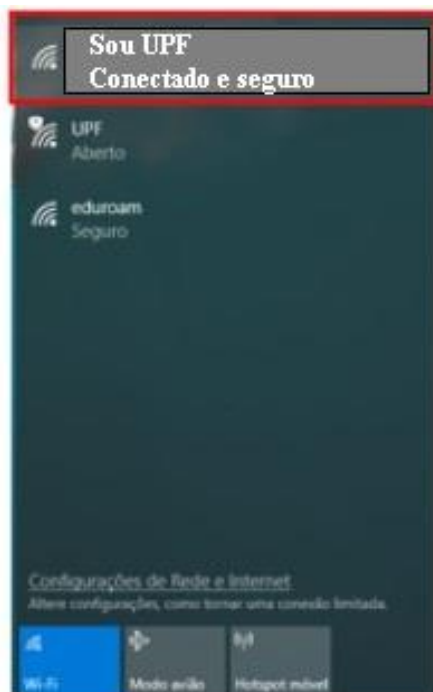 Sou UPF
Conectado e seguro
UPF
Aberto
eduroam
Seguro
Configurações de Rede e Internet
Altere configurações, como tornar uma conexão limitada.
Wi-Fi
Modo avião
Hotspot móvel